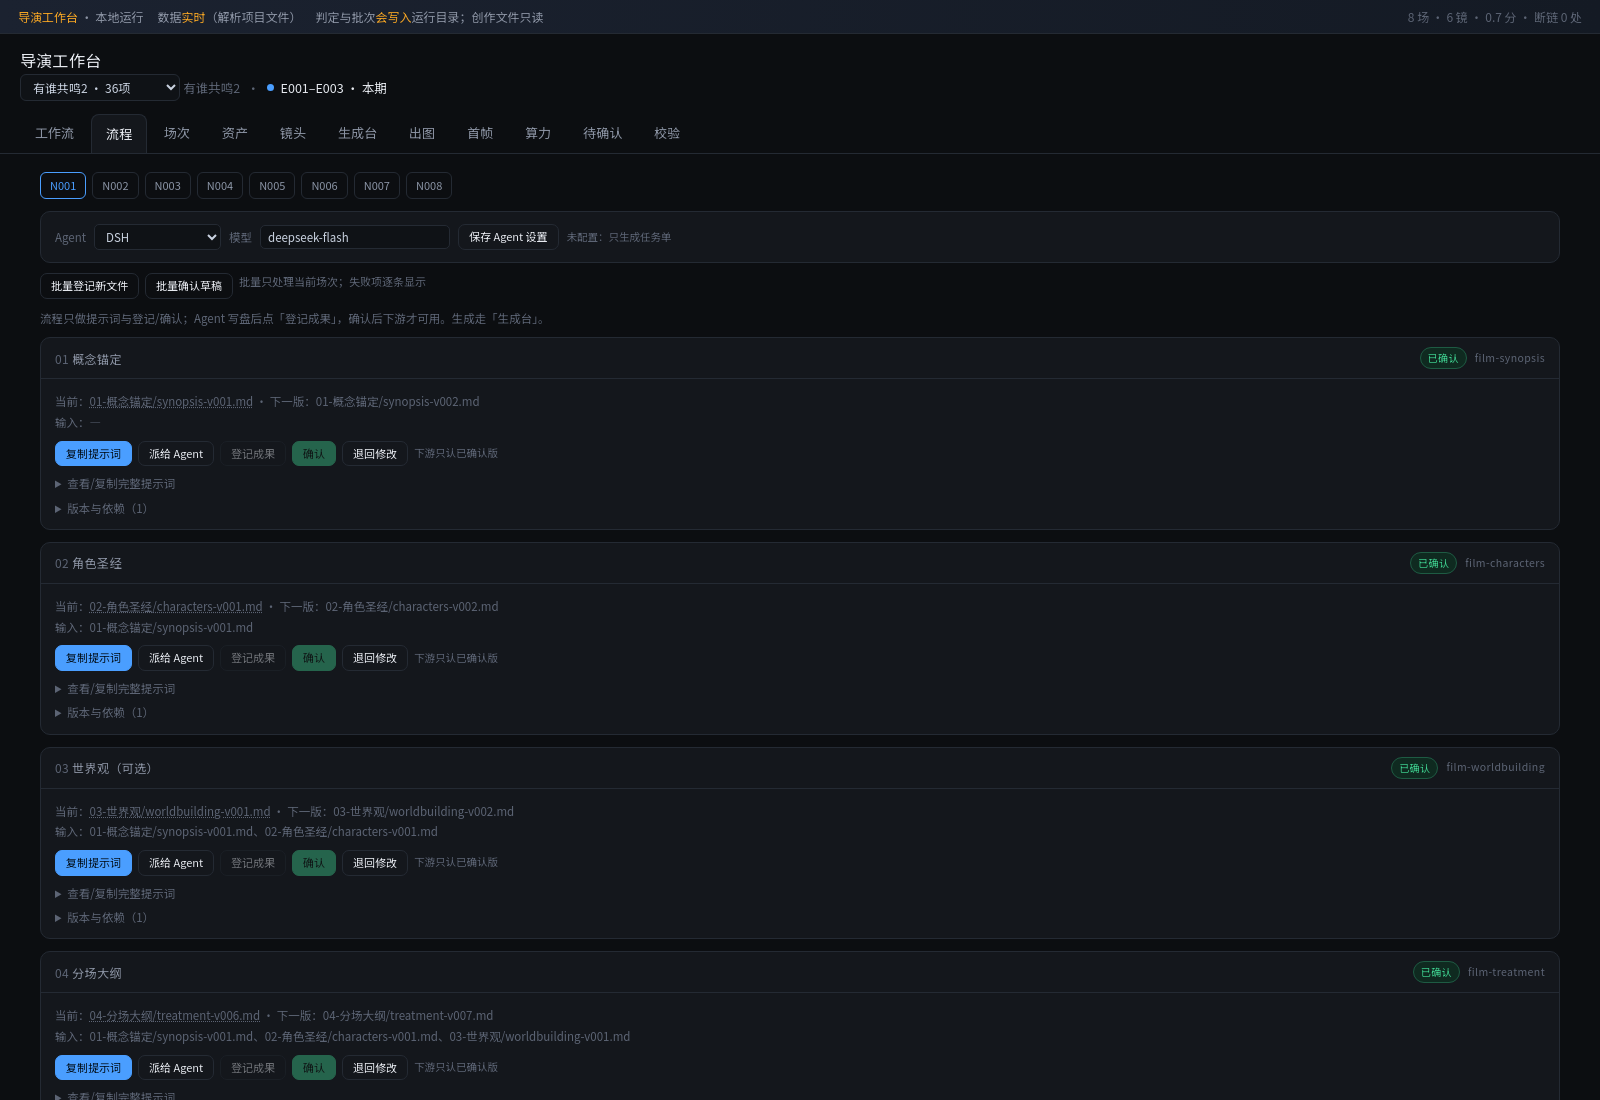 导演工作台 · 本地运行 数据实时（解析项目文件） 判定与批次会写入运行目录；创作文件只读 8 场 · 6 镜 · 0.7 分 · 断链 0 处
导演工作台
有谁共鸣2 · 36项 有谁共鸣2 · E001–E003 · 本期
工作流 流程 场次 资产 镜头 生成台 出图 首帧 算力 待确认 校验
N001 N002 N003 N004 N005 N006 N007 N008
Agent DSH 模型 deepseek-flash 保存 Agent 设置 未配置：只生成任务单
批量登记新文件 批量确认草稿 批量只处理当前场次；失败项逐条显示
流程只做提示词与登记/确认；Agent 写盘后点「登记成果」，确认后下游才可用。生成走「生成台」。
01 概念锚定 已确认 film-synopsis
当前：01-概念锚定/synopsis-v001.md · 下一版：01-概念锚定/synopsis-v002.md
输入：—
复制提示词 派给 Agent 登记成果 确认 退回修改 下游只认已确认版
▶ 查看/复制完整提示词
▶ 版本与依赖（1）
02 角色圣经 已确认 film-characters
当前：02-角色圣经/characters-v001.md · 下一版：02-角色圣经/characters-v002.md
输入：01-概念锚定/synopsis-v001.md
复制提示词 派给 Agent 登记成果 确认 退回修改 下游只认已确认版
▶ 查看/复制完整提示词
▶ 版本与依赖（1）
03 世界观（可选） 已确认 film-worldbuilding
当前：03-世界观/worldbuilding-v001.md · 下一版：03-世界观/worldbuilding-v002.md
输入：01-概念锚定/synopsis-v001.md、02-角色圣经/characters-v001.md
复制提示词 派给 Agent 登记成果 确认 退回修改 下游只认已确认版
▶ 查看/复制完整提示词
▶ 版本与依赖（1）
04 分场大纲 已确认 film-treatment
当前：04-分场大纲/treatment-v006.md · 下一版：04-分场大纲/treatment-v007.md
输入：01-概念锚定/synopsis-v001.md、02-角色圣经/characters-v001.md、03-世界观/worldbuilding-v001.md
复制提示词 派给 Agent 登记成果 确认 退回修改 下游只认已确认版
▶ 查看/复制完整提示词